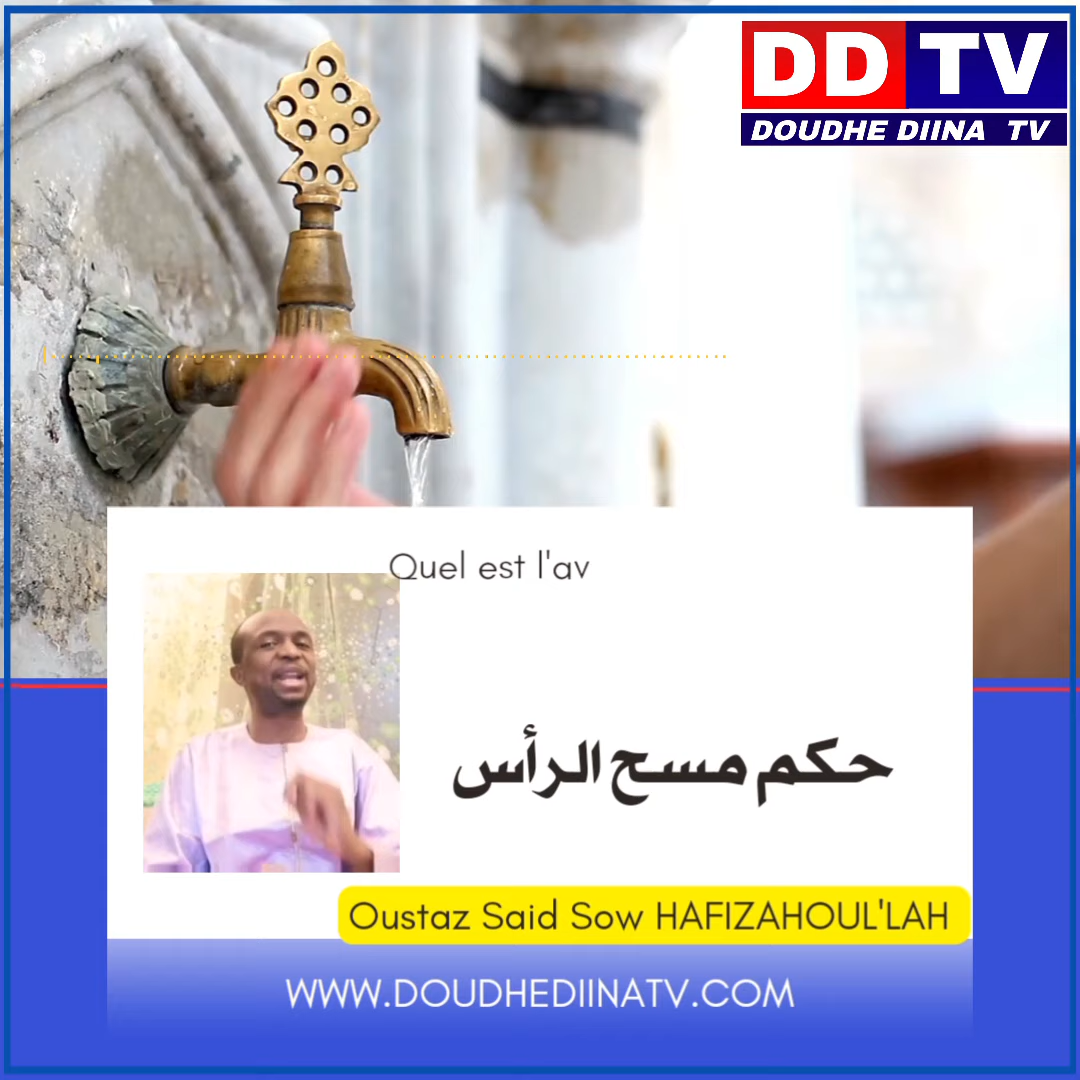 DD TV
DOUDHE DIINA TV
Quel est l'av
حكم مسح الرأس
Oustaz Said Sow HAFIZAHOUL'LAH
WWW.DOUDHEDIINATV.COM